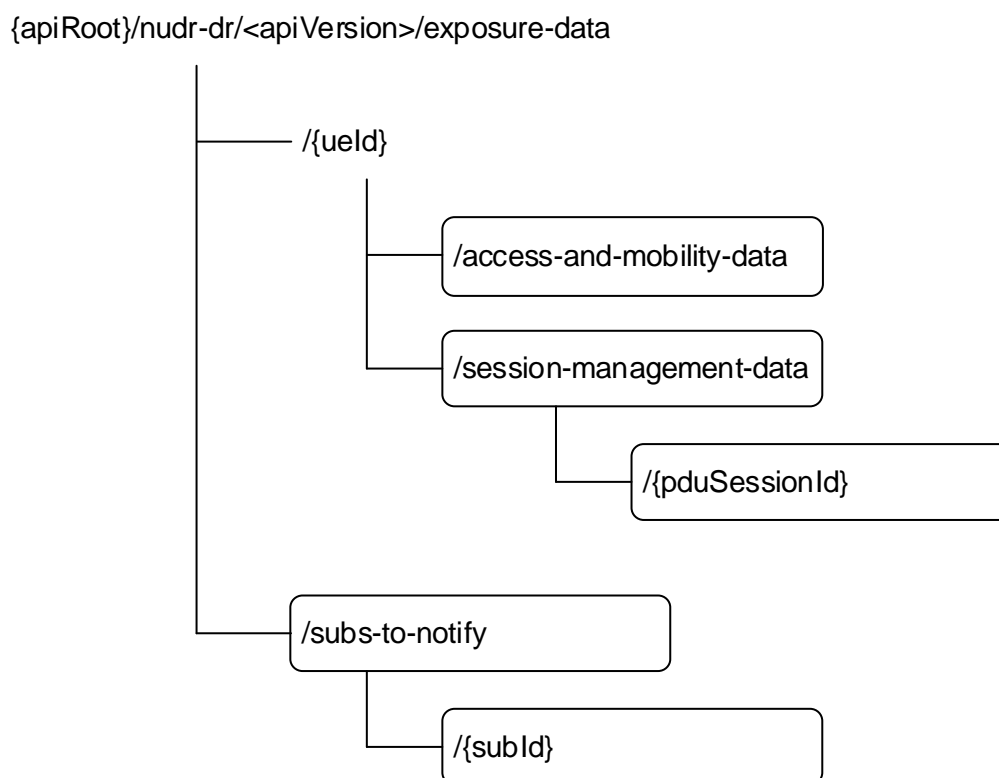 {apiRoot}/nudr-dr/<apiVersion>/exposure-data
/{ueId}
/access-and-mobility-data
/session-management-data
/{pduSessionId}
/subs-to-notify
/{subId}